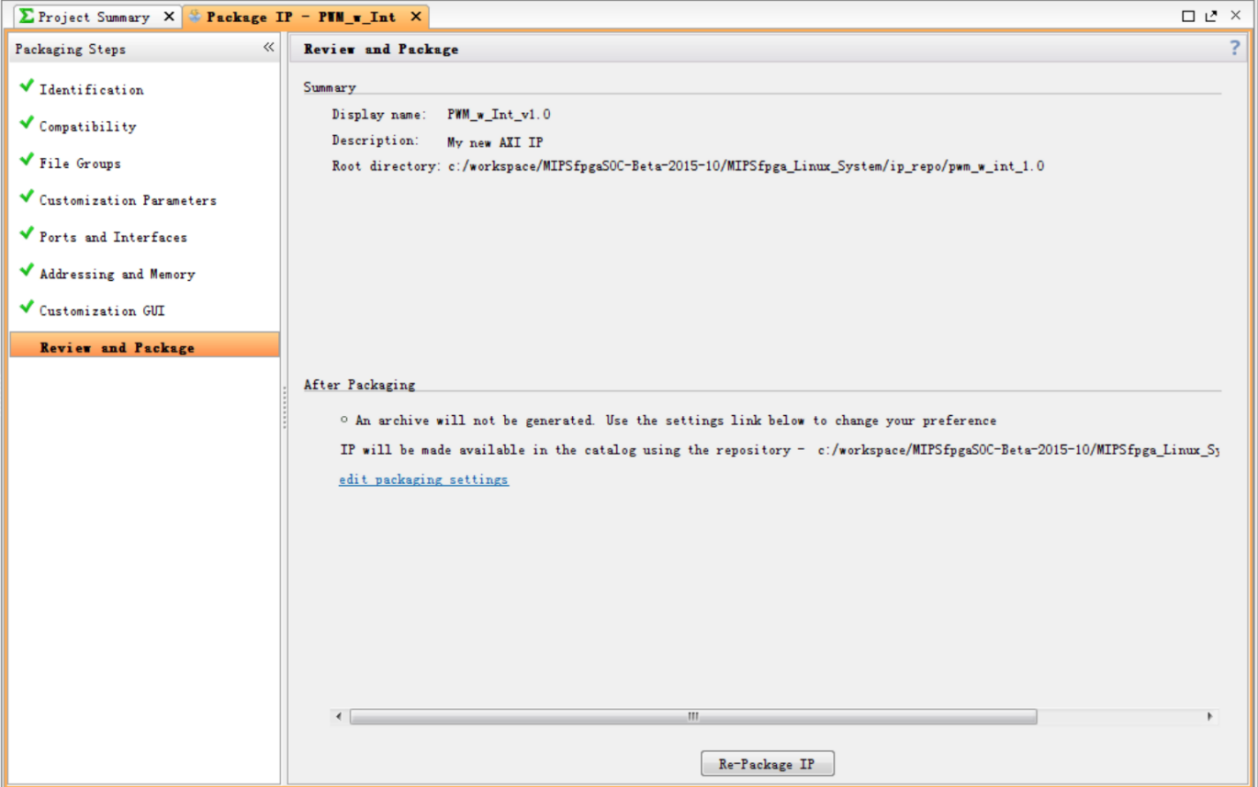 Project Summary
Package IP - PWM_w_Int
Packaging Steps
Identification
Compatibility
File Groups
Customization Parameters
Ports and Interfaces
Addressing and Memory
Customization GUI
Review and Package
Review and Package
Summary
Display name: PWM_w_Int_v1.0
Description: My new AXI IP
Root directory: c:/workspace/MIPSfpgaSOC-Beta-2015-10/MIPSfpga_Linux_System/ip_repo/pwm_w_int_1.0
After Packaging
An archive will not be generated. Use the settings link below to change your preference
IP will be made available in the catalog using the repository - c:/workspace/MIPSfpgaSOC-Beta-2015-10/MIPSfpga_Linux_Sy
edit packaging settings
Re-Package IP